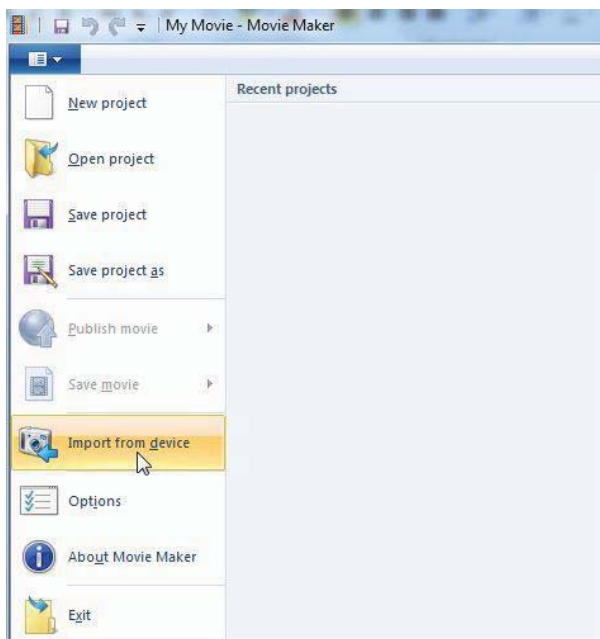 My Movie - Movie Maker
Recent projects
New project
Open project
Save project
Save project as
Publish movie
Save movie
Import from device
Options
About Movie Maker
Exit